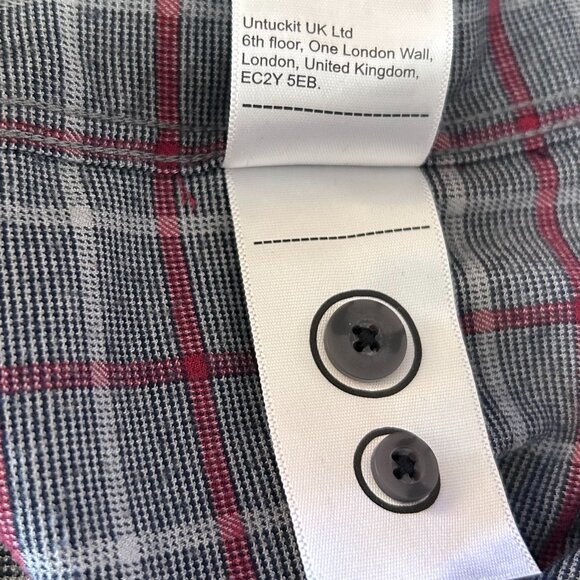 Untuckit UK Ltd
6th floor, One London Wall,
London, United Kingdom,
EC2Y 5EB.